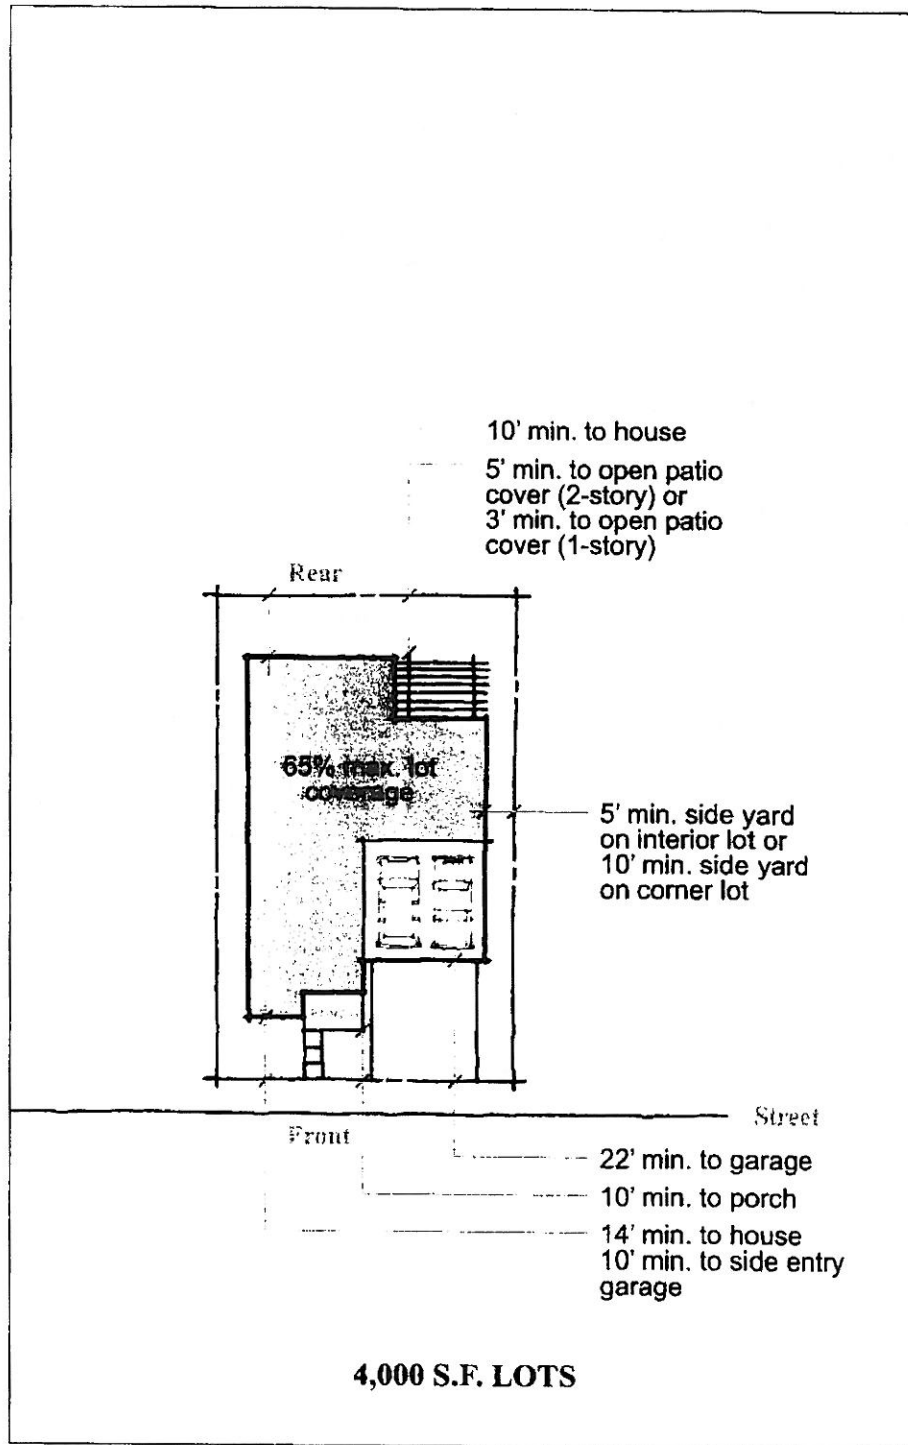 10' min. to house
5' min. to open patio
cover (2-story) or
3' min. to open patio
cover (1-story)
Rear
65% max. lot
coverage
5' min. side yard
on interior lot or
10' min. side yard
on corner lot
Street
Front
22' min. to garage
10' min. to porch
14' min. to house
10' min. to side entry
garage
4,000 S.F. LOTS